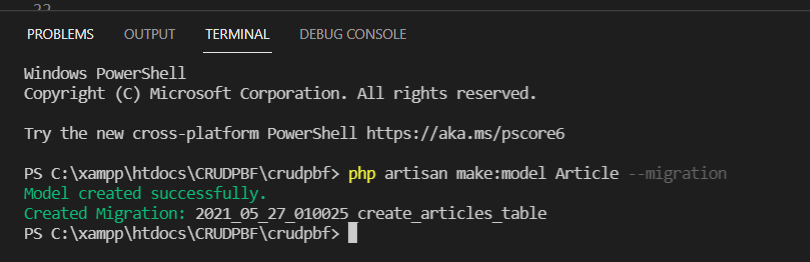 22
PROBLEMS OUTPUT TERMINAL DEBUG CONSOLE
Windows PowerShell
Copyright (C) Microsoft Corporation. All rights reserved.
Try the new cross-platform PowerShell https://aka.ms/pscore6
PS C:\xampp\htdocs\CRUDPBF\crudpbf> php artisan make:model Article --migration
Model created successfully.
Created Migration: 2021_05_27_010025_create_articles_table
PS C:\xampp\htdocs\CRUDPBF\crudpbf>